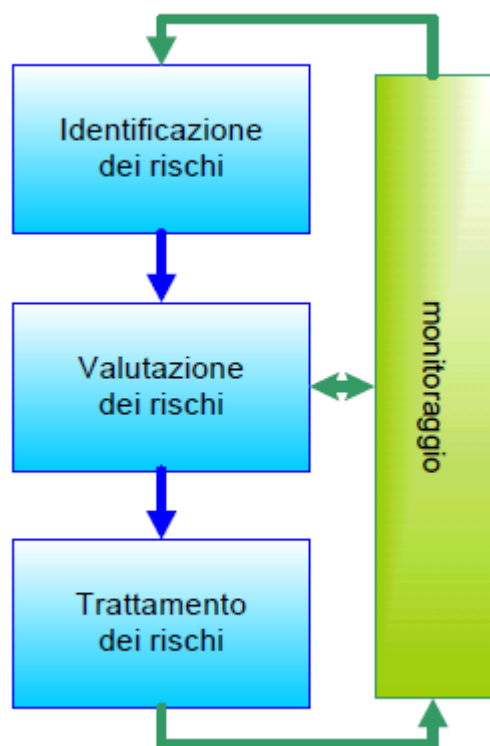 Identificazione
dei rischi
Valutazione
dei rischi
Trattamento
dei rischi
monitoraggio